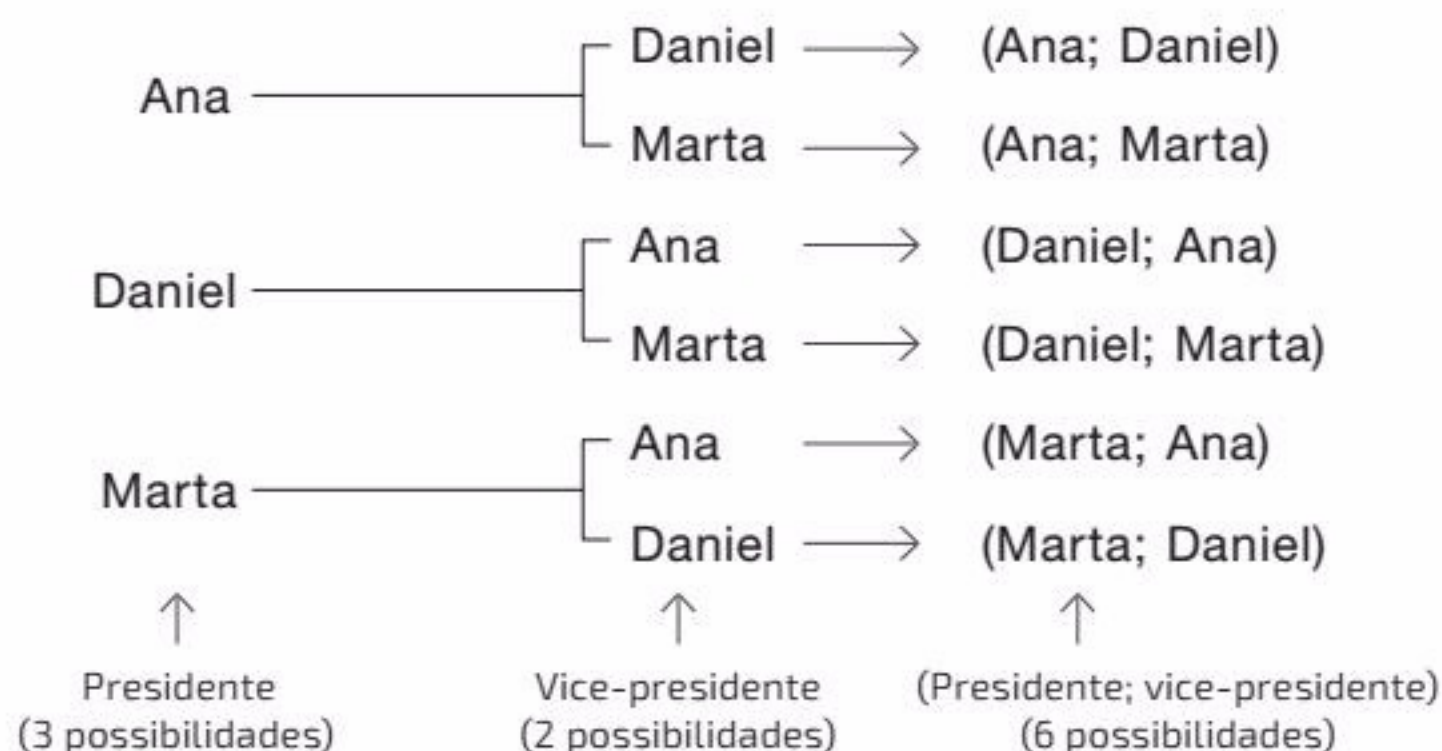 Daniel → (Ana; Daniel)
Ana
Marta → (Ana; Marta)
Ana → (Daniel; Ana)
Daniel
Marta → (Daniel; Marta)
Ana → (Marta; Ana)
Marta
Daniel → (Marta; Daniel)
↑ ↑ ↑
Presidente
(3 possibilidades)
Vice-presidente
(2 possibilidades)
(Presidente; vice-presidente)
(6 possibilidades)